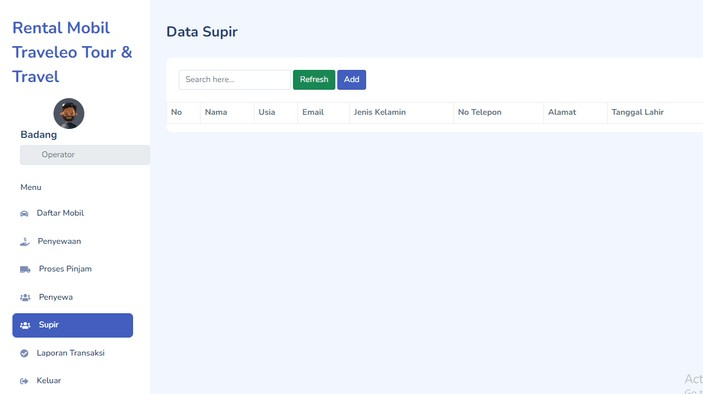 Rental Mobil
Traveleo Tour &
Travel
Badang
Operator
Menu
Daftar Mobil
Penyewaan
Proses Pinjam
Penyewa
Supir
Laporan Transaksi
Keluar
Data Supir
Search here... Refresh Add
No Nama Usia Email Jenis Kelamin No Telepon Alamat Tanggal Lahir